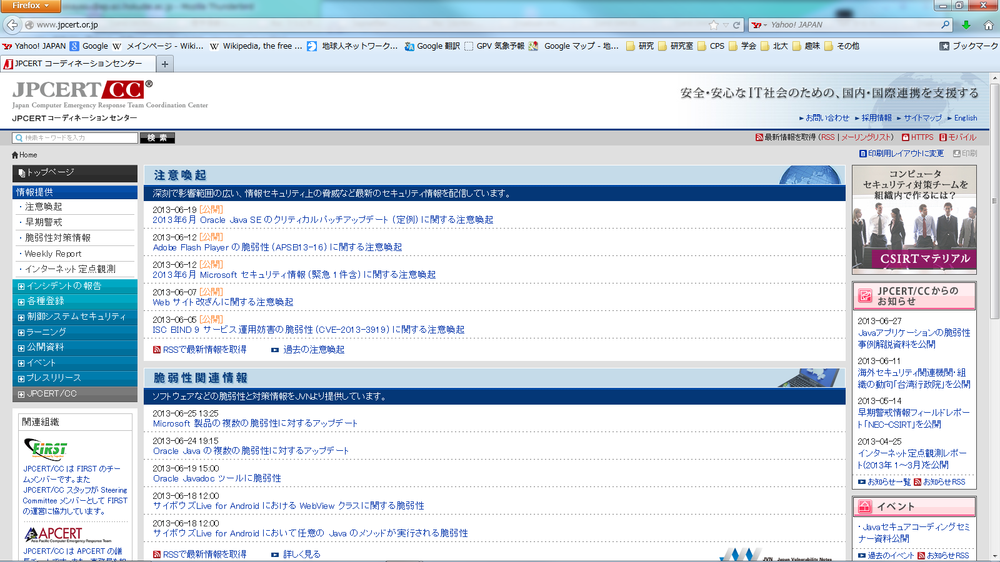 Firefox
www.jpcert.or.jp
Yahoo! JAPAN
Yahoo! JAPAN
Google
メインページ - Wiki...
Wikipedia, the free ...
地球人ネットワーク...
Google 翻訳
GPV 気象予報
Google マップ - 地...
研究
研究室
CPS
学会
北大
趣味
その他
ブックマーク
JPCERT コーディネーションセンター
JPCERT CC®
Japan Computer Emergency Response Team Coordination Center
JPCERT コーディネーションセンター
安全・安心なIT社会のための、国内・国際連携を支援する
お問い合わせ
採用情報
サイトマップ
English
検索キーワードを入力
検 索
最新情報を取得 (RSS | メーリングリスト)
HTTPS
モバイル
Home
印刷用レイアウトに変更
印刷
トップページ
情報提供
・注意喚起
・早期警戒
・脆弱性対策情報
・Weekly Report
・インターネット定点観測
インシデントの報告
各種登録
制御システムセキュリティ
ラーニング
公開資料
イベント
プレスリリース
JPCERT/CC
関連組織
FiRST
JPCERT/CC は FIRST のチー
ムメンバーです。また
JPCERT/CC スタッフが Steering
Committee メンバーとして FIRST
の運営に協力しています。
APCERT
Asia Pacific Computer Emergency Response Team
JPCERT/CC は APCERT の議
注意喚起
深刻で影響範囲の広い、情報セキュリティ上の脅威など最新のセキュリティ情報を配信しています。
2013-06-19 [公開]
2013年6月 Oracle Java SE のクリティカルパッチアップデート (定例) に関する注意喚起
2013-06-12 [公開]
Adobe Flash Player の脆弱性 (APSB13-16) に関する注意喚起
2013-06-12 [公開]
2013年6月 Microsoft セキュリティ情報 (緊急 1 件含) に関する注意喚起
2013-06-07 [公開]
Web サイト改ざんに関する注意喚起
2013-06-05 [公開]
ISC BIND 9 サービス運用妨害の脆弱性 (CVE-2013-3919) に関する注意喚起
RSSで最新情報を取得
過去の注意喚起
脆弱性関連情報
ソフトウェアなどの脆弱性と対策情報をJVNより提供しています。
2013-06-25 13:25
Microsoft 製品の複数の脆弱性に対するアップデート
2013-06-24 19:15
Oracle Java の複数の脆弱性に対するアップデート
2013-06-19 15:00
Oracle Javadoc ツールに脆弱性
2013-06-18 12:00
サイボウズLive for Android における WebView クラスに関する脆弱性
2013-06-18 12:00
サイボウズLive for Android において任意の Java のメソッドが実行される脆弱性
RSSで最新情報を取得
詳しく見る
JVN Japan Vulnerability Notes
コンピュータ
セキュリティ対策チームを
組織内で作るには？
CSIRTマテリアル
JPCERT/CCからの
お知らせ
2013-06-27
Javaアプリケーションの脆弱性
事例解説資料を公開
2013-06-11
海外セキュリティ関連機関・組
織の動向「台湾行政院」を公開
2013-05-14
早期警戒情報フィールドレポー
ト「NEC-CSIRT」を公開
2013-04-25
インターネット定点観測レポー
ト(2013年 1～3月)を公開
お知らせ一覧
お知らせRSS
イベント
・Javaセキュアコーディングセミ
ナー資料公開
過去のイベント
お知らせRSS